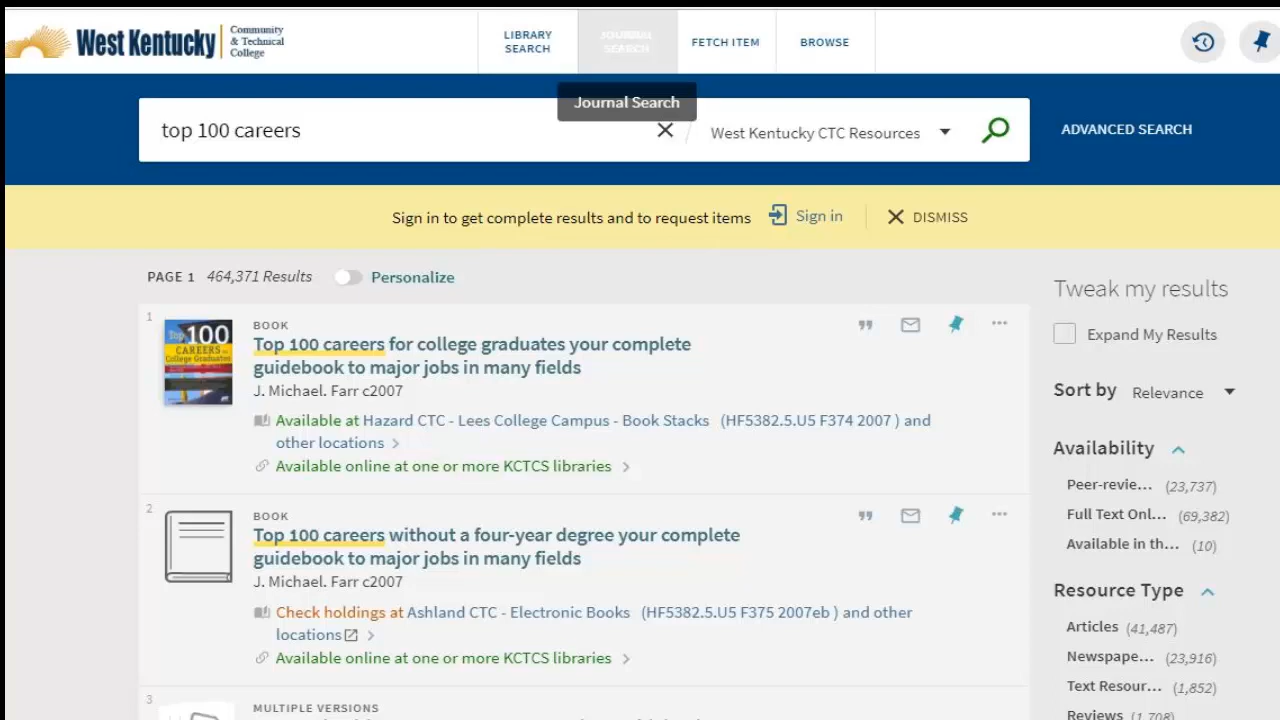 West Kentucky
Community
& Technical
College
LIBRARY
SEARCH
JOURNAL
SEARCH
FETCH ITEM
BROWSE
Journal Search
top 100 careers
West Kentucky CTC Resources
ADVANCED SEARCH
Sign in to get complete results and to request items
Sign in
DISMISS
PAGE 1 464,371 Results
Personalize
Tweak my results
Expand My Results
Sort by Relevance
Availability
Peer-revie... (23,737)
Full Text Onl... (69,382)
Available in th... (10)
Resource Type
Articles (41,487)
Newspape... (23,916)
Text Resour... (1,852)
Reviews (1,708)
1
Top 100
CAREERS for
College Graduates
BOOK
Top 100 careers for college graduates your complete
guidebook to major jobs in many fields
J. Michael. Farr c2007
Available at Hazard CTC - Lees College Campus - Book Stacks (HF5382.5.U5 F374 2007 ) and
other locations
Available online at one or more KCTCS libraries
2
BOOK
Top 100 careers without a four-year degree your complete
guidebook to major jobs in many fields
J. Michael. Farr c2007
Check holdings at Ashland CTC - Electronic Books (HF5382.5.U5 F375 2007eb ) and other
locations
Available online at one or more KCTCS libraries
3
MULTIPLE VERSIONS